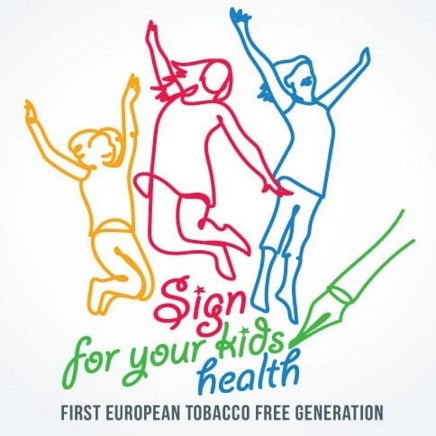 Sign
for your kids
health
FIRST EUROPEAN TOBACCO FREE GENERATION